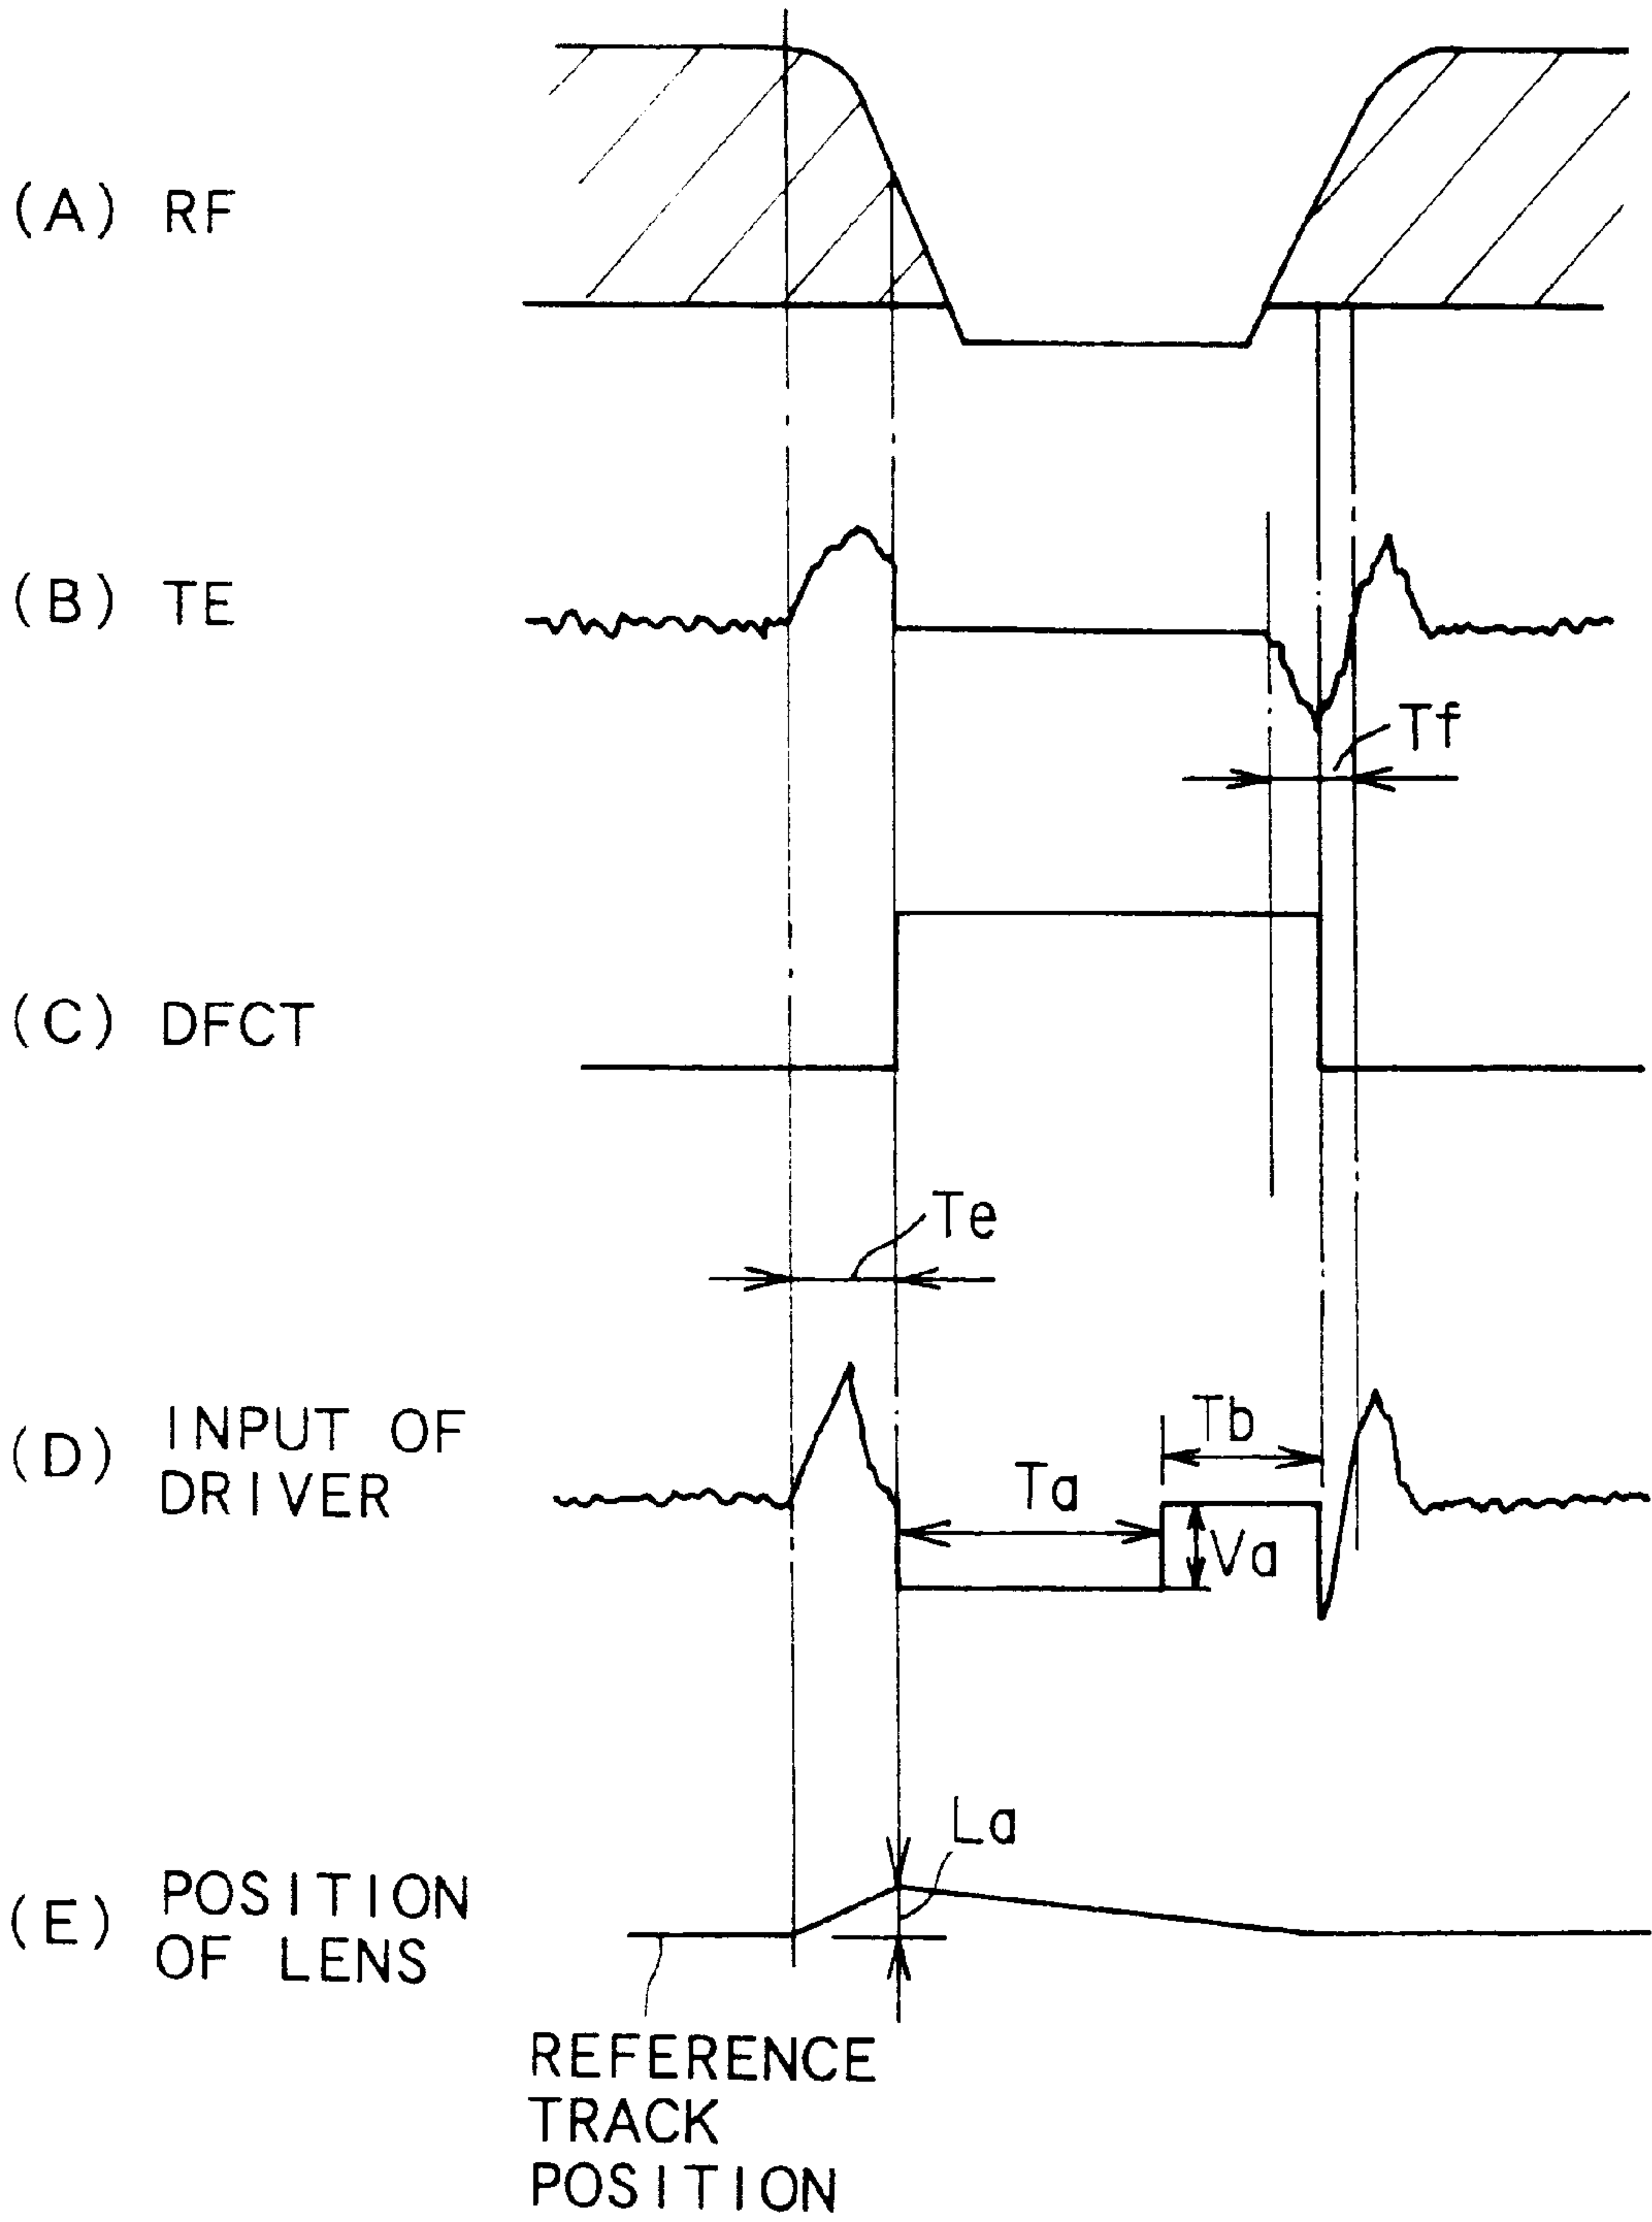 (A) RF
(B) TE
Tf
(C) DFCT
Te
(D) INPUT OF
DRIVER
Tb
Ta
Va
La
(E) POSITION
OF LENS
REFERENCE
TRACK
POSITION